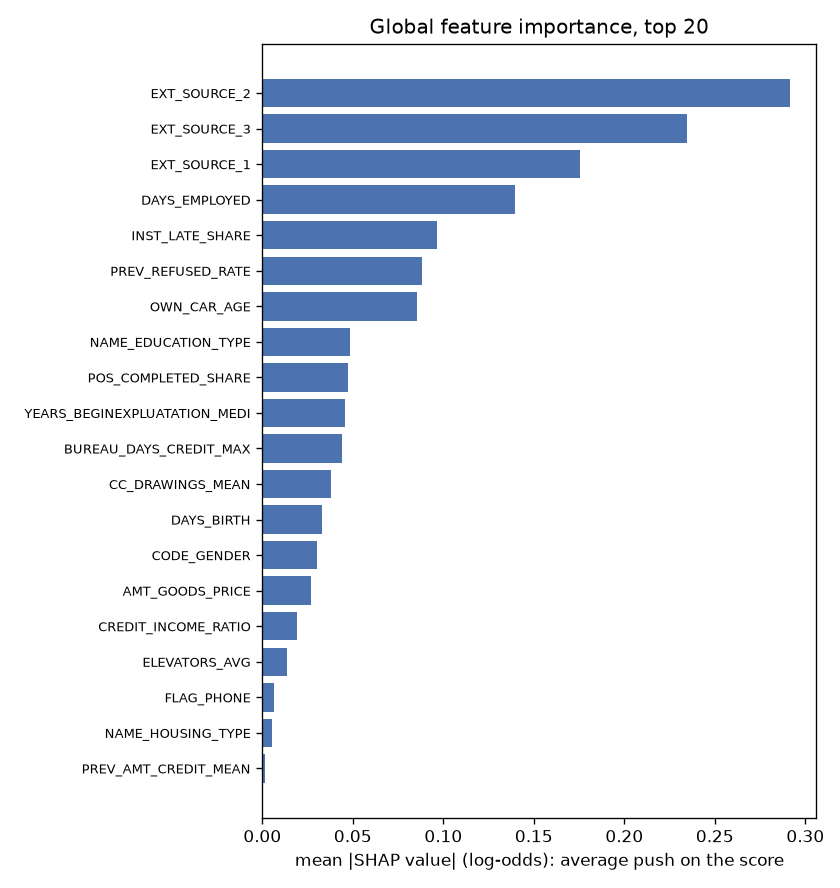 Global feature importance, top 20
EXT_SOURCE_2
EXT_SOURCE_3
EXT_SOURCE_1
DAYS_EMPLOYED
INST_LATE_SHARE
PREV_REFUSED_RATE
OWN_CAR_AGE
NAME_EDUCATION_TYPE
POS_COMPLETED_SHARE
YEARS_BEGINEXPLUATATION_MEDI
BUREAU_DAYS_CREDIT_MAX
CC_DRAWINGS_MEAN
DAYS_BIRTH
CODE_GENDER
AMT_GOODS_PRICE
CREDIT_INCOME_RATIO
ELEVATORS_AVG
FLAG_PHONE
NAME_HOUSING_TYPE
PREV_AMT_CREDIT_MEAN
0.00 0.05 0.10 0.15 0.20 0.25 0.30
mean |SHAP value| (log-odds): average push on the score